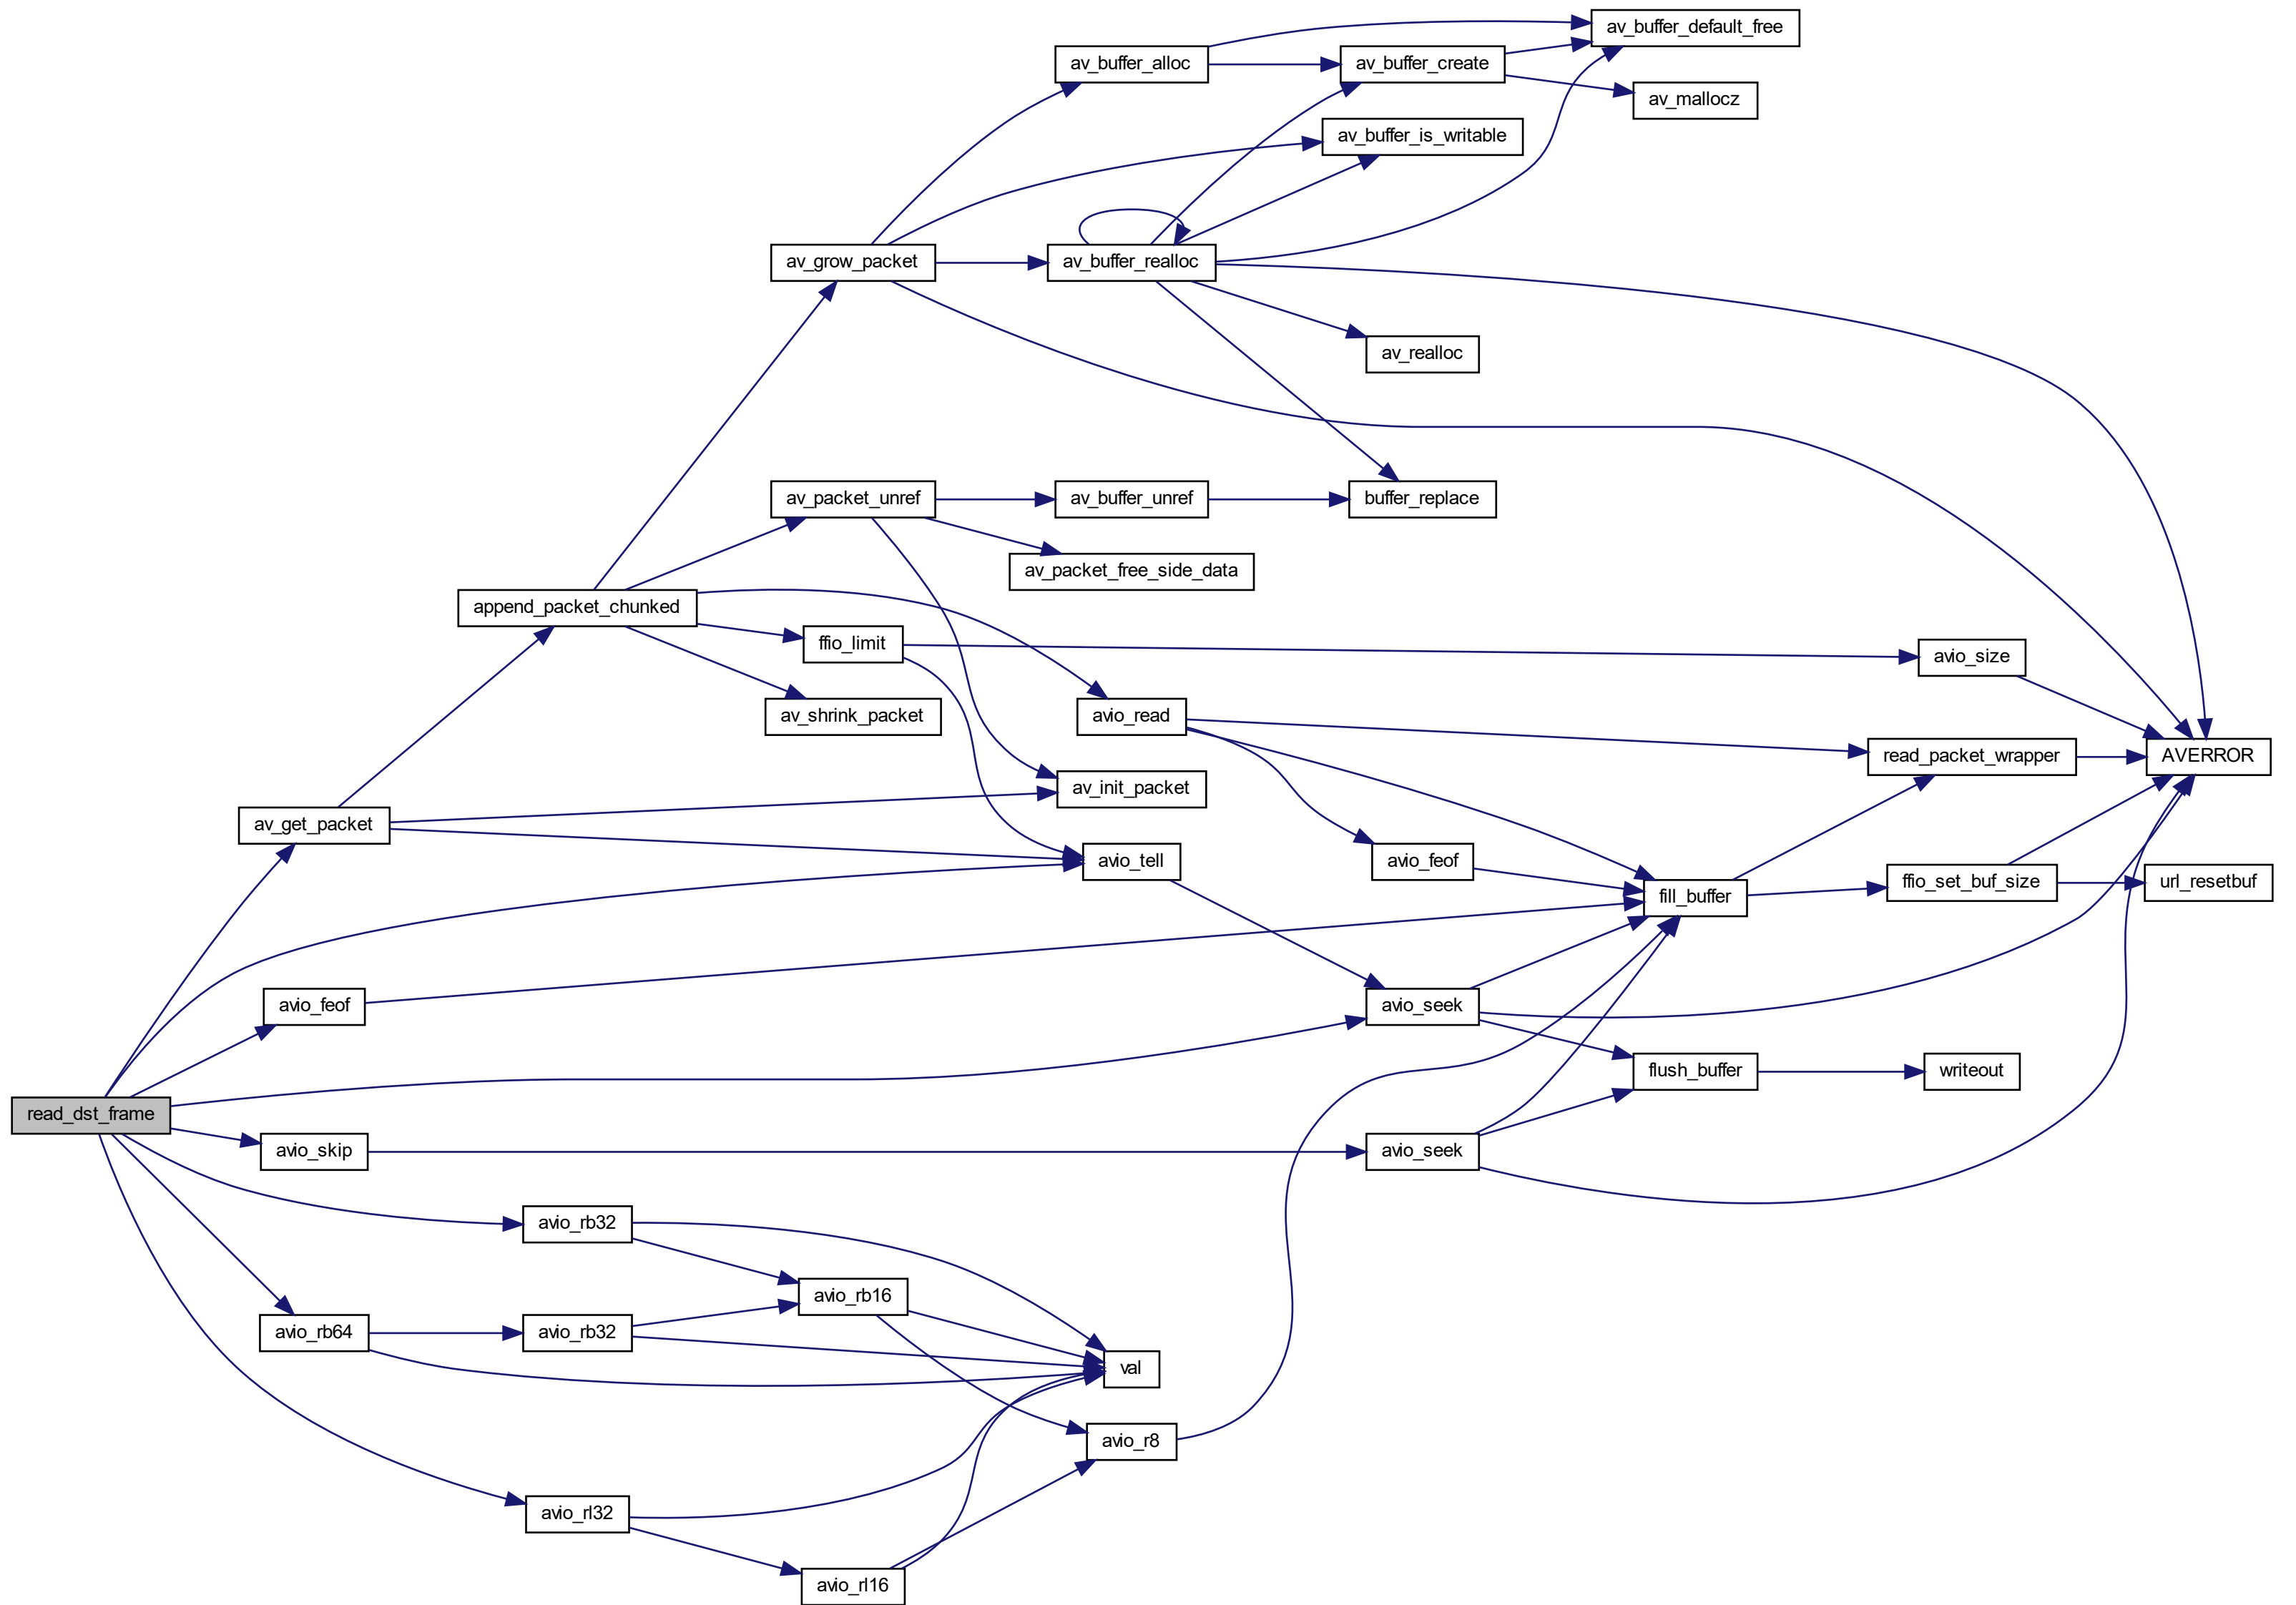 av_buffer_default_free
av_buffer_alloc
av_buffer_create
av_mallocz
av_buffer_is_writable
av_grow_packet
av_buffer_realloc
av_realloc
av_packet_unref
av_buffer_unref
buffer_replace
av_packet_free_side_data
append_packet_chunked
ffio_limit
avio_size
av_shrink_packet
avio_read
read_packet_wrapper
AVERROR
av_init_packet
av_get_packet
avio_tell
avio_feof
fill_buffer
ffio_set_buf_size
url_resetbuf
avio_feof
avio_seek
flush_buffer
writeout
read_dst_frame
avio_skip
avio_seek
avio_rb32
avio_rb16
avio_rb64
avio_rb32
val
avio_r8
avio_rl32
avio_rl16